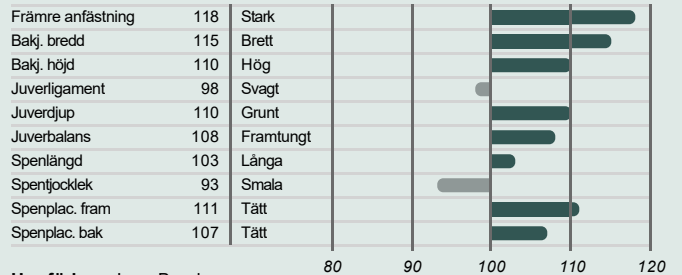 Främre anfästning 118 Stark
Bakj. bredd 115 Brett
Bakj. höjd 110 Hög
Juverligament 98 Svagt
Juverdjup 110 Grunt
Juverbalans 108 Framtungt
Spenlängd 103 Långa
Spentjocklek 93 Smala
Spenplac. fram 111 Tätt
Spenplac. bak 107 Tätt
80 90 100 110 120